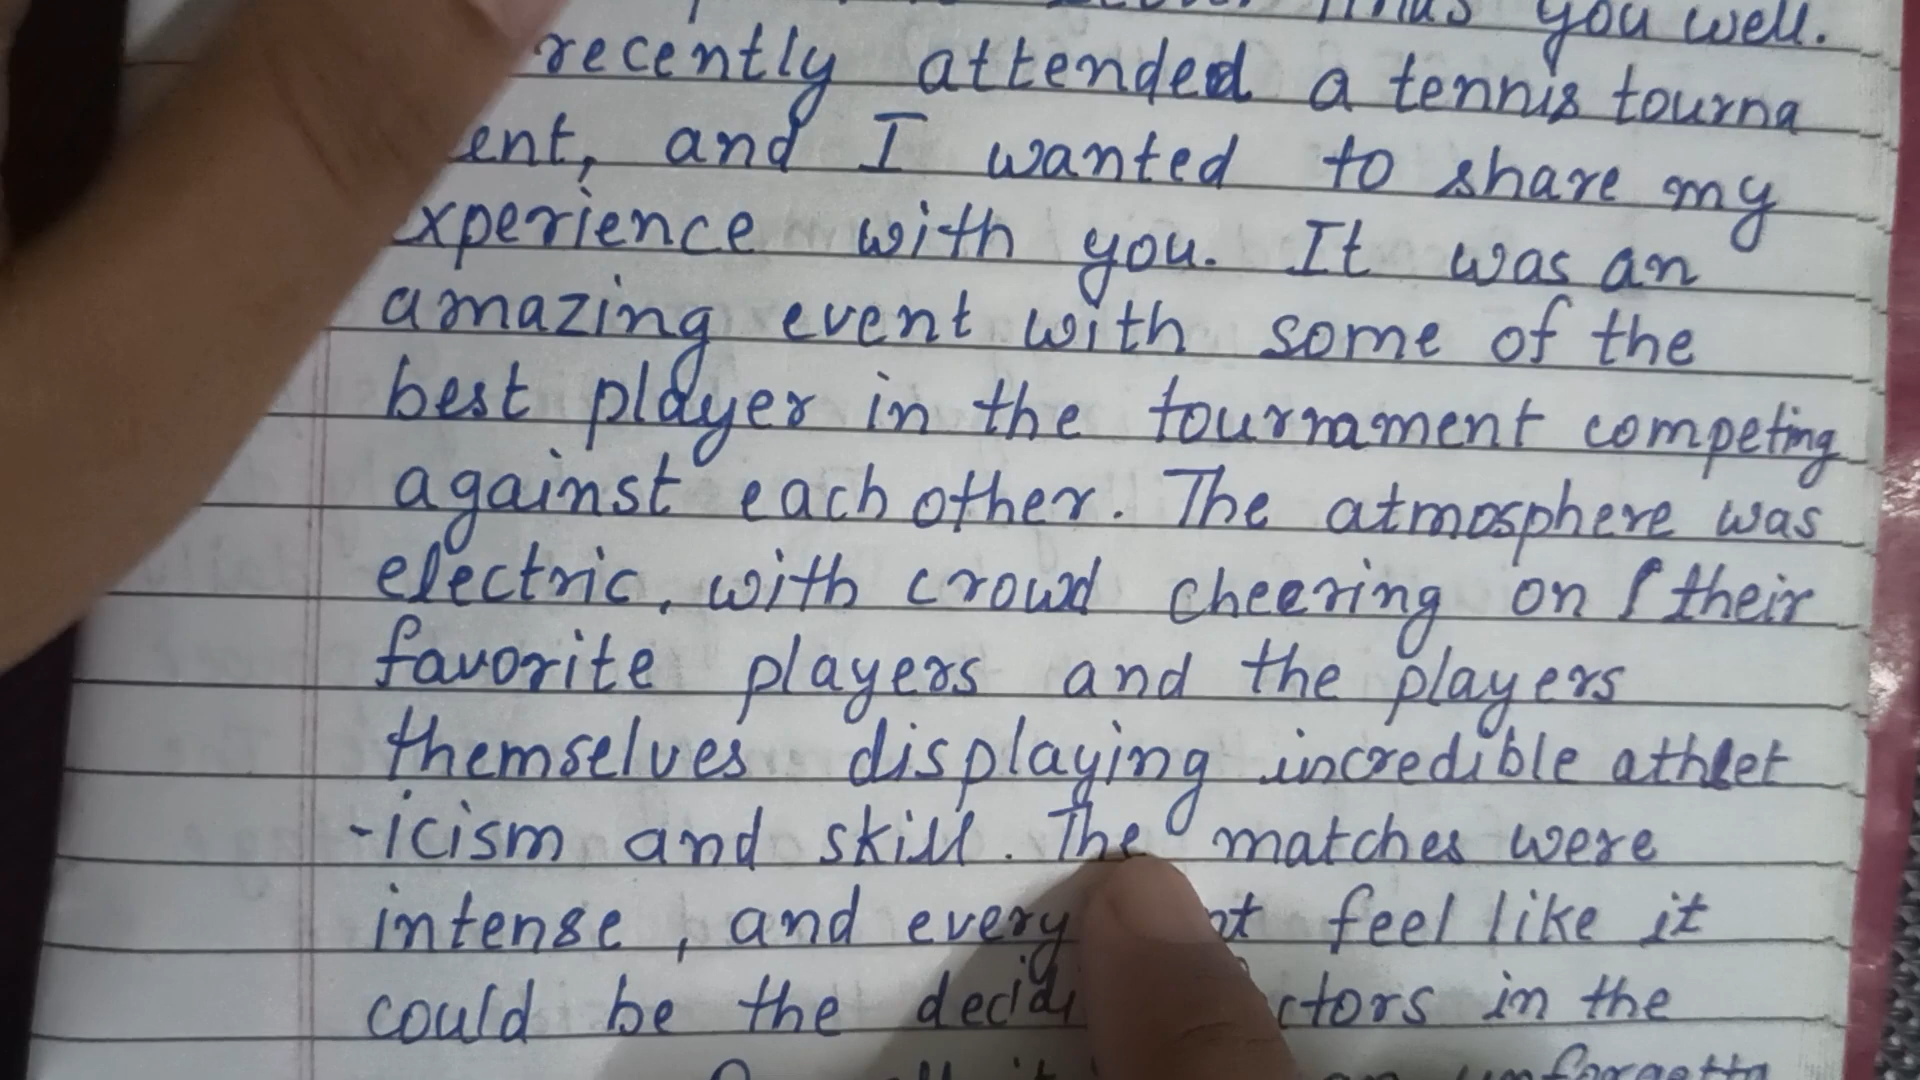 you well.
recently attended a tennis tourna
ent, and I wanted to share my
xperience with you. It was an
amazing event with some of the
best player in the tournament competing
against each other. The atmosphere was
electric, with crowd cheering on their
favorite players and the players
themselves displaying incredible athlet
-icism and skill. The matches were
intense, and every feel like it
could be the in the